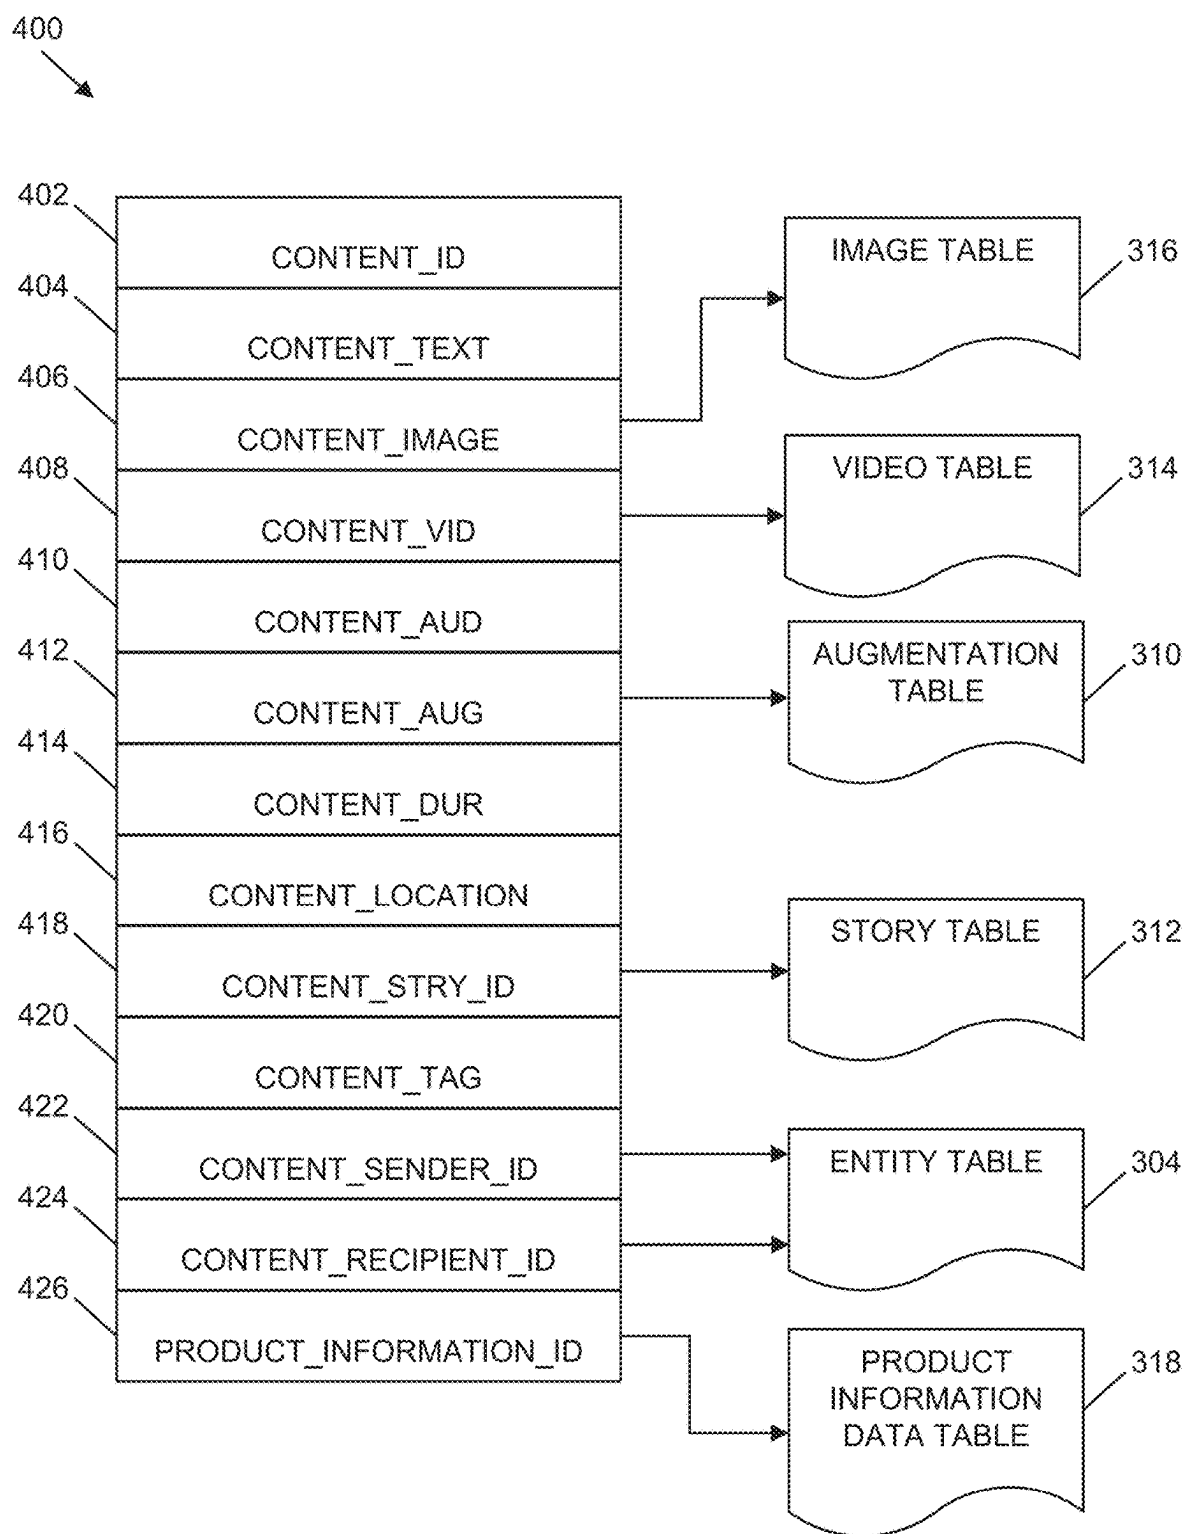 400
402
CONTENT_ID
404
CONTENT_TEXT
406
CONTENT_IMAGE
408
CONTENT_VID
410
CONTENT_AUD
412
CONTENT_AUG
414
CONTENT_DUR
416
CONTENT_LOCATION
418
CONTENT_STRY_ID
420
CONTENT_TAG
422
CONTENT_SENDER_ID
424
CONTENT_RECIPIENT_ID
426
PRODUCT_INFORMATION_ID
IMAGE TABLE
316
VIDEO TABLE
314
AUGMENTATION
TABLE
310
STORY TABLE
312
ENTITY TABLE
304
PRODUCT
INFORMATION
DATA TABLE
318